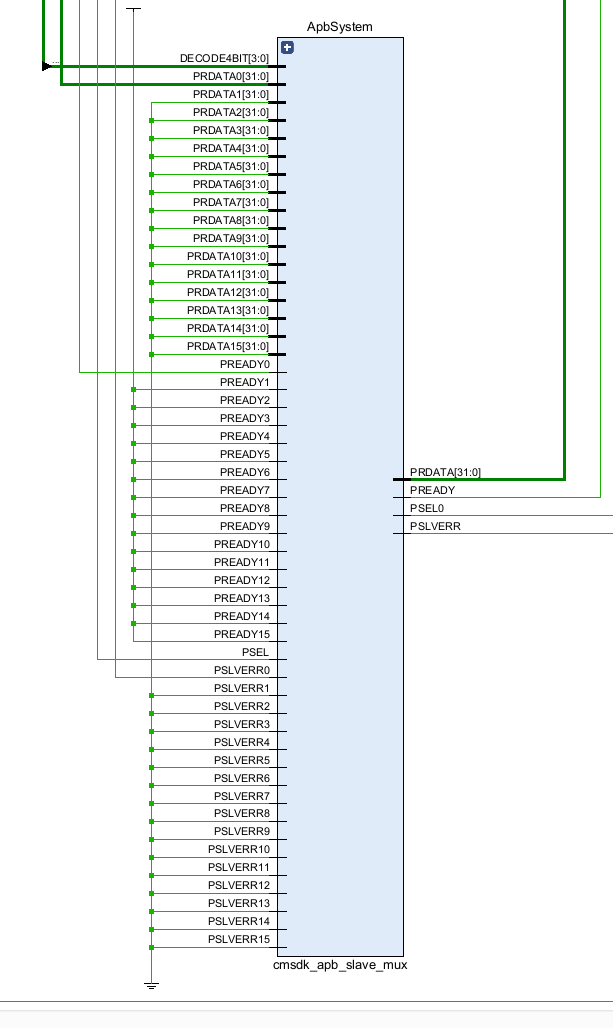 ApbSystem
DECODE4BIT[3:0]
PRDATA0[31:0]
PRDATA1[31:0]
PRDATA2[31:0]
PRDATA3[31:0]
PRDATA4[31:0]
PRDATA5[31:0]
PRDATA6[31:0]
PRDATA7[31:0]
PRDATA8[31:0]
PRDATA9[31:0]
PRDATA10[31:0]
PRDATA11[31:0]
PRDATA12[31:0]
PRDATA13[31:0]
PRDATA14[31:0]
PRDATA15[31:0]
PREADY0
PREADY1
PREADY2
PREADY3
PREADY4
PREADY5
PREADY6
PREADY7
PREADY8
PREADY9
PREADY10
PREADY11
PREADY12
PREADY13
PREADY14
PREADY15
PSEL
PSLVERR0
PSLVERR1
PSLVERR2
PSLVERR3
PSLVERR4
PSLVERR5
PSLVERR6
PSLVERR7
PSLVERR8
PSLVERR9
PSLVERR10
PSLVERR11
PSLVERR12
PSLVERR13
PSLVERR14
PSLVERR15
PRDATA[31:0]
PREADY
PSEL0
PSLVERR
cmsdk_apb_slave_mux